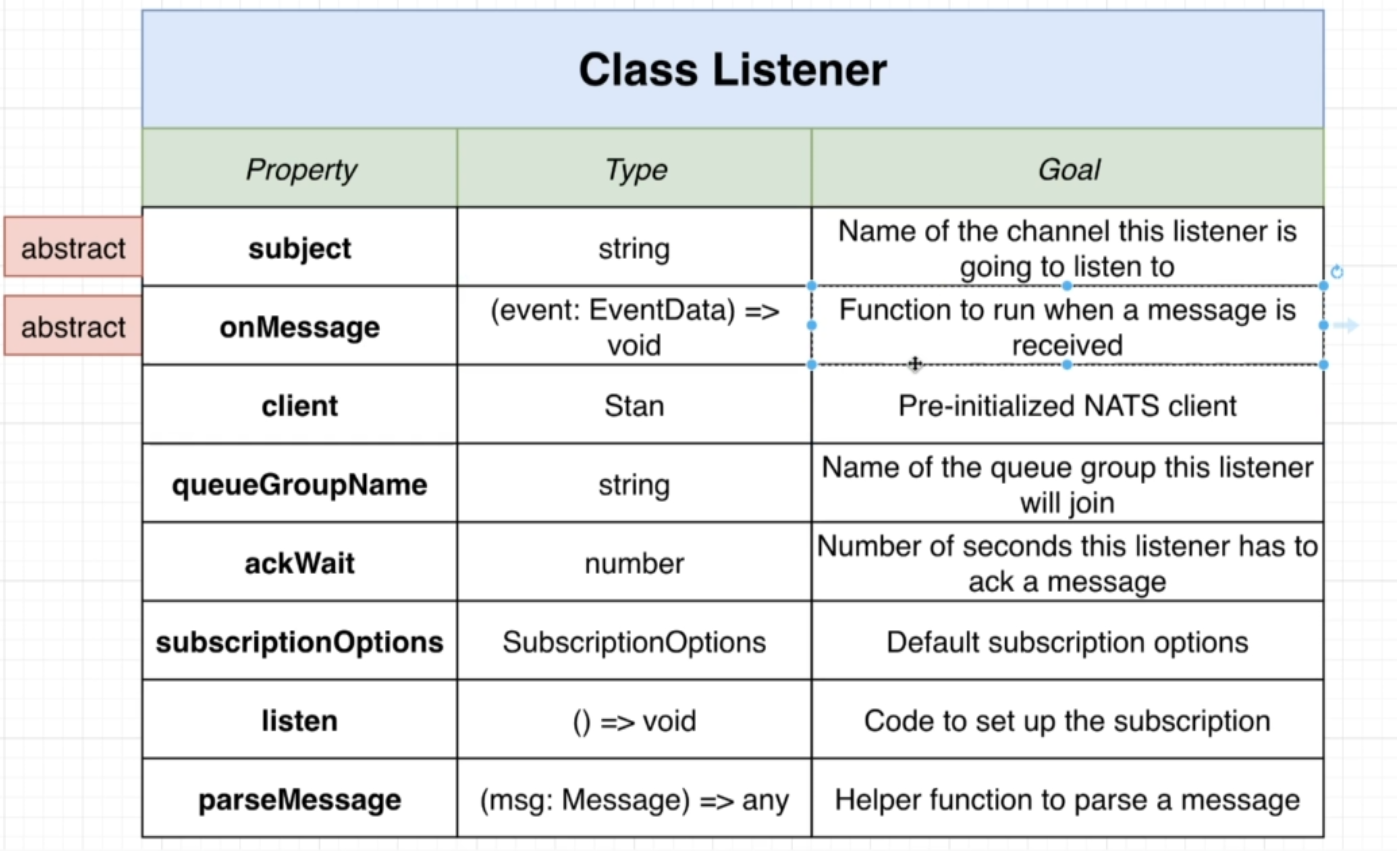 Class Listener
Property Type Goal
abstract subject string Name of the channel this listener is
going to listen to
abstract onMessage (event: EventData) => Function to run when a message is
void received
client Stan Pre-initialized NATS client
queueGroupName string Name of the queue group this listener
will join
ackWait number Number of seconds this listener has to
ack a message
subscriptionOptions SubscriptionOptions Default subscription options
listen () => void Code to set up the subscription
parseMessage (msg: Message) => any Helper function to parse a message